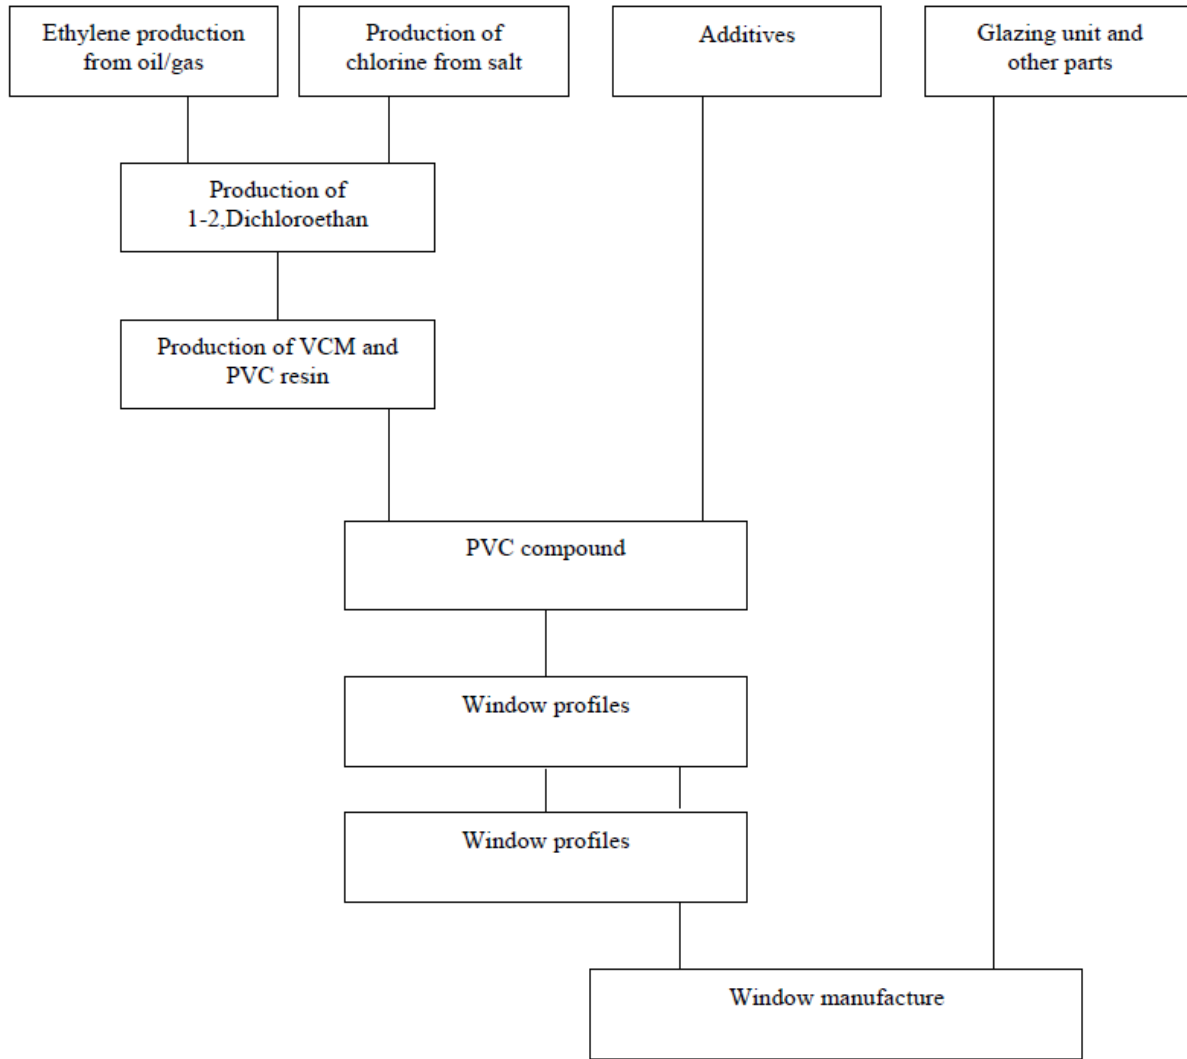 Ethylene production
from oil/gas
Production of
chlorine from salt
Additives
Glazing unit and
other parts
Production of
1-2,Dichloroethan
Production of VCM and
PVC resin
PVC compound
Window profiles
Window profiles
Window manufacture